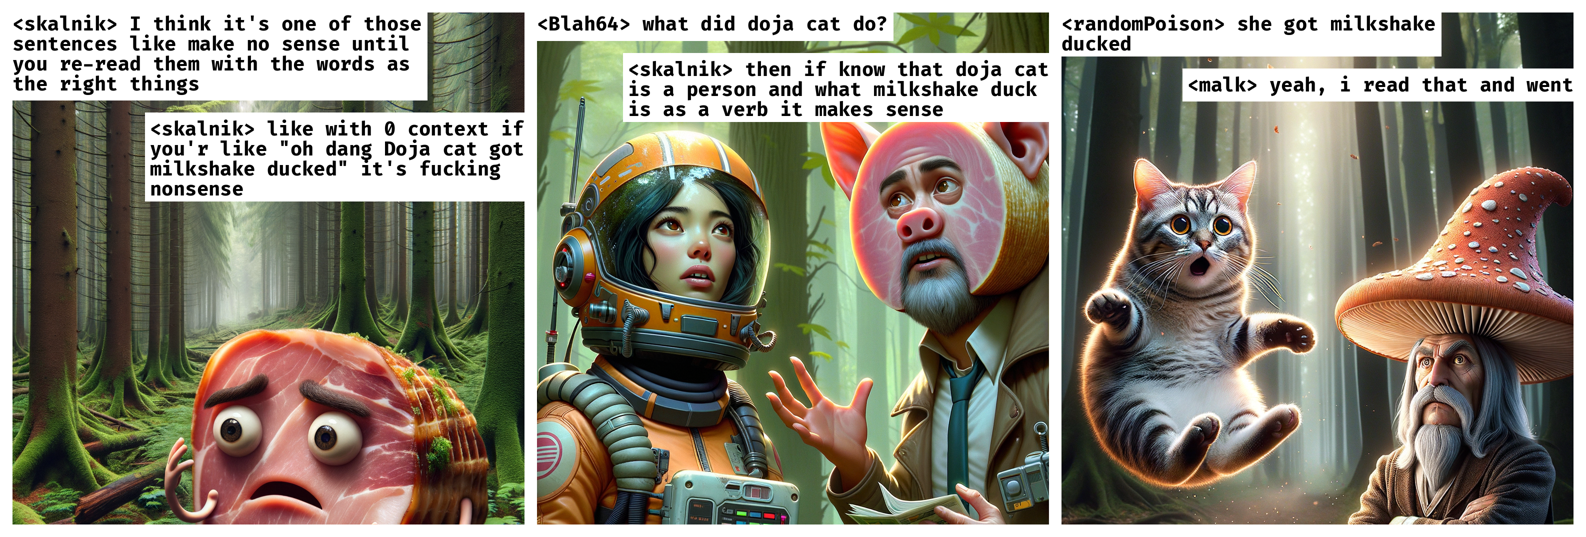 <skalnik> I think it's one of those
sentences like make no sense until
you re-read them with the words as
the right things
<skalnik> like with 0 context if
you'r like "oh dang Doja cat got
milkshake ducked" it's fucking
nonsense
<Blah64> what did doja cat do?
<skalnik> then if know that doja cat
is a person and what milkshake duck
is as a verb it makes sense
<randomPoison> she got milkshake
ducked
<malk> yeah, i read that and went